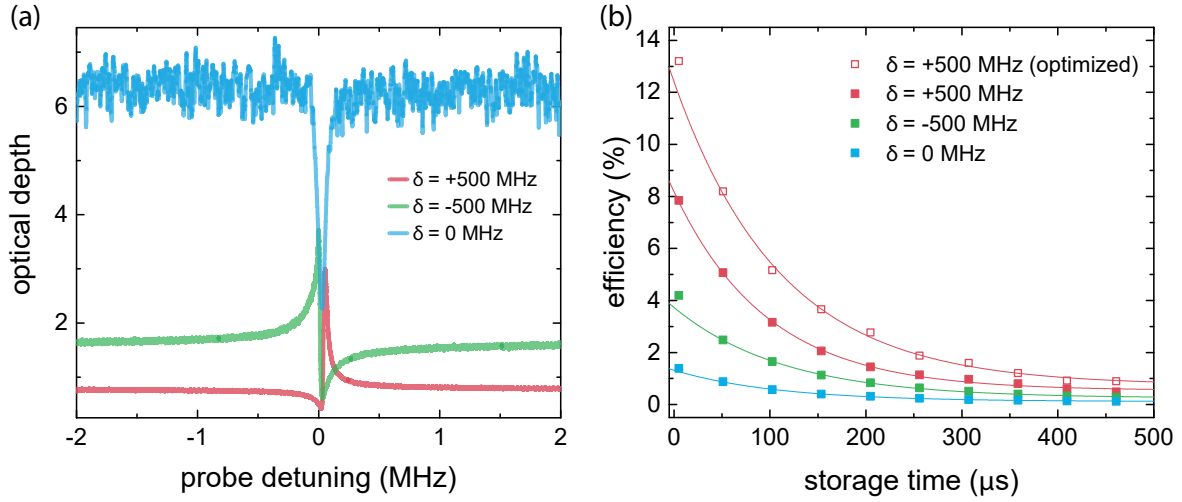 (a)
optical depth
6
4
2
δ = +500 MHz
δ = -500 MHz
δ = 0 MHz
-2 -1 0 1 2
probe detuning (MHz)
(b)
efficiency (%)
14
12
10
8
6
4
2
0
δ = +500 MHz (optimized)
δ = +500 MHz
δ = -500 MHz
δ = 0 MHz
0 100 200 300 400 500
storage time (µs)